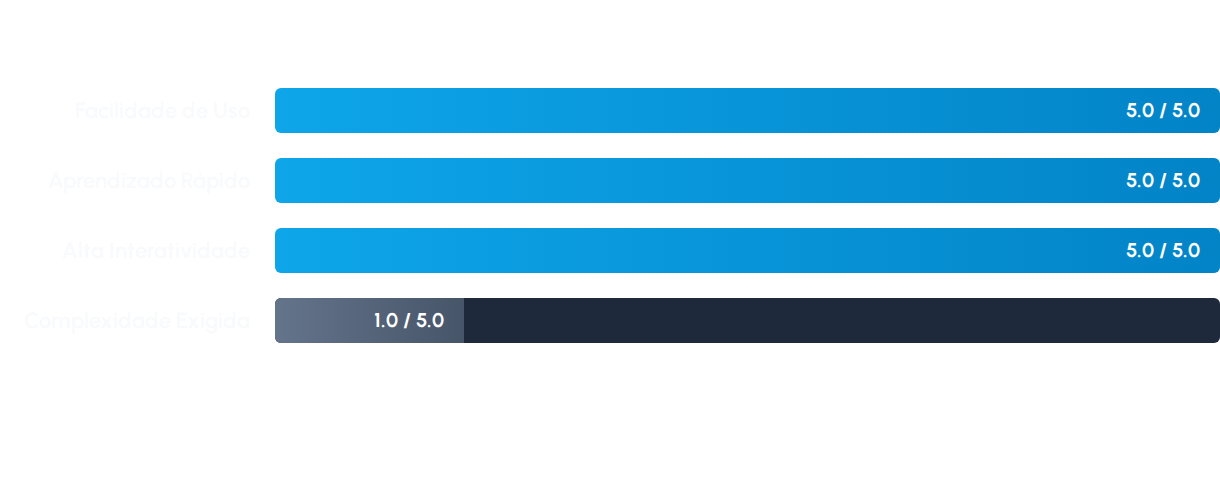 Facilidade de Uso 5.0 / 5.0
Aprendizado Rápido 5.0 / 5.0
Alta Interatividade 5.0 / 5.0
Complexidade Exigida 1.0 / 5.0